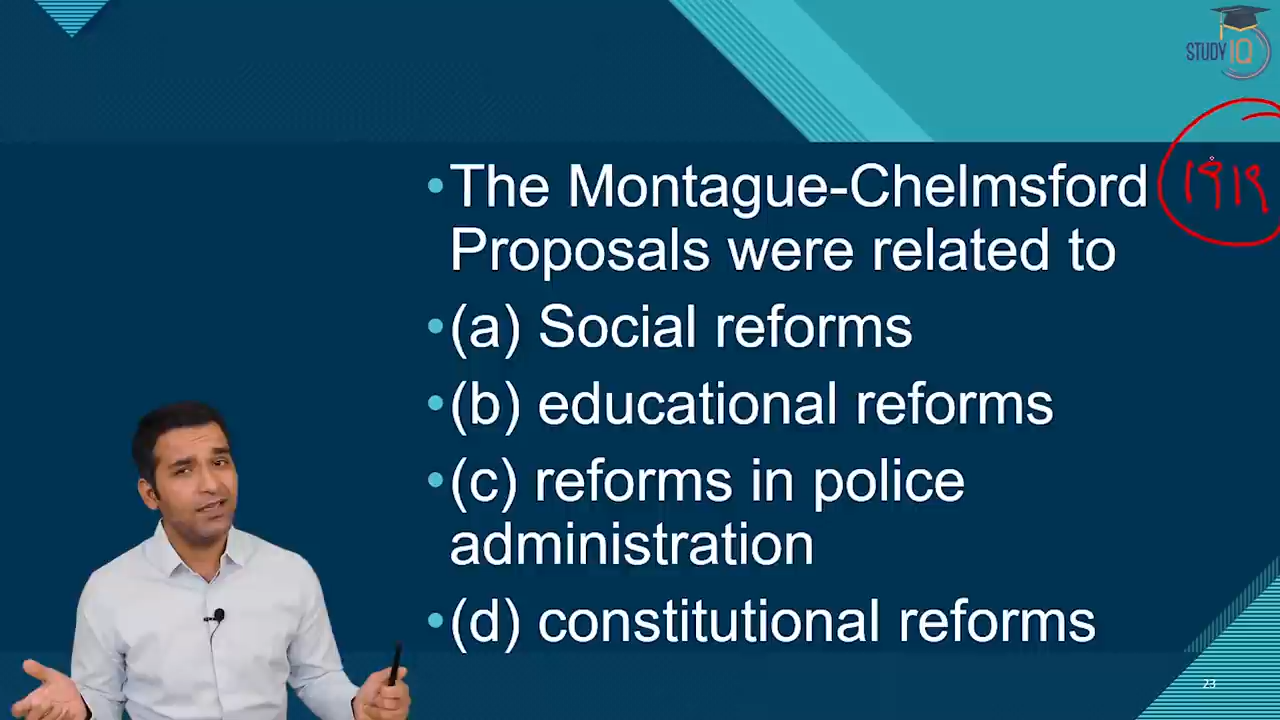 STUDY IQ
•The Montague-Chelmsford
Proposals were related to
1919
•(a) Social reforms
•(b) educational reforms
•(c) reforms in police
administration
•(d) constitutional reforms
23